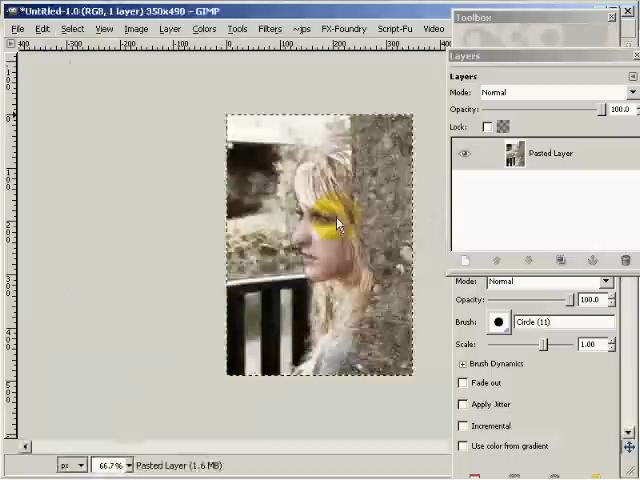 *Untitled-1.0 (RGB, 1 layer) 350x490 - GIMP
Toolbox
File Edit Select View Image Layer Colors Tools Filters ~jps FX-Foundry Script-Fu Video
Layers
Layers
Mode: Normal
Opacity: 100.0
Lock:
Pasted Layer
Mode: Normal
Opacity: 100.0
Brush: Circle (11)
Scale: 1.00
Brush Dynamics
Fade out
Apply Jitter
Incremental
Use color from gradient
px 66.7% Pasted Layer (1.6 MB)